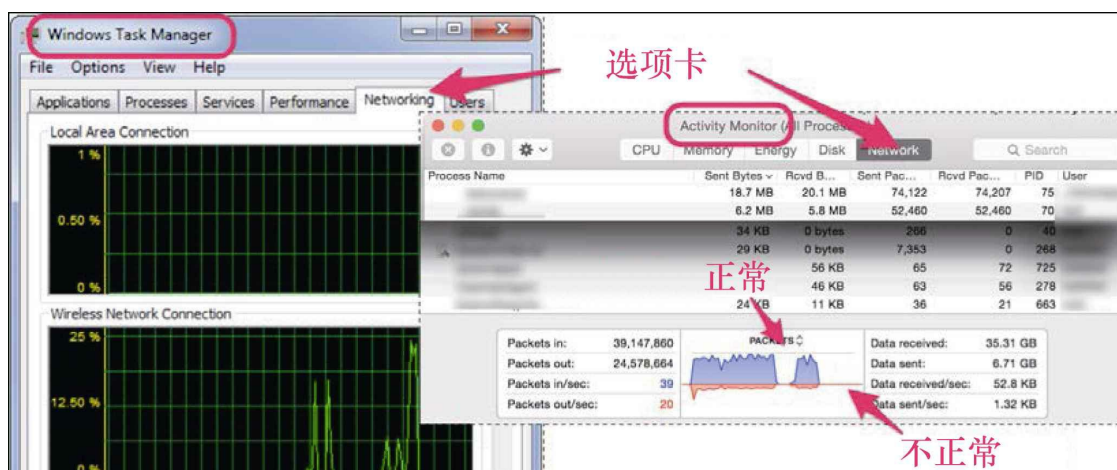 Windows Task Manager
File Options View Help
Applications Processes Services Performance Networking Users
Local Area Connection
1 %
0.50 %
0 %
Wireless Network Connection
25 %
12.50 %
0 %
选项卡
Activity Monitor (All Proces
CPU Memory Energy Disk Network Search
Process Name Sent Bytes Rcvd B... Sent Pac... Rcvd Pac... PID User
18.7 MB 20.1 MB 74,122 74,207 75
6.2 MB 5.8 MB 52,460 52,460 70
34 KB 0 bytes 266 0 40
29 KB 0 bytes 7,353 0 268
56 KB 65 72 725
46 KB 63 56 278
24 KB 11 KB 36 21 663
正常
Packets in: 39,147,860 PACKETS Data received: 35.31 GB
Packets out: 24,578,664 Data sent: 6.71 GB
Packets in/sec: 39 Data received/sec: 52.8 KB
Packets out/sec: 20 Data sent/sec: 1.32 KB
不正常